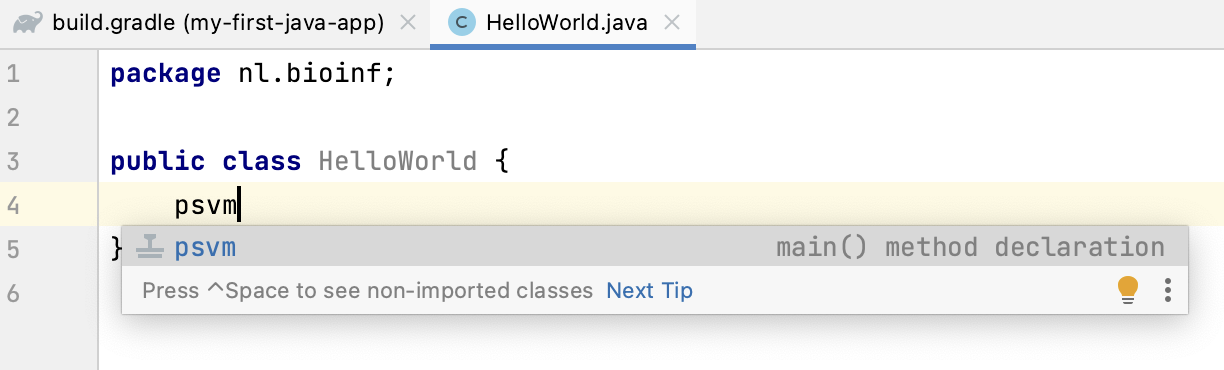 build.gradle (my-first-java-app) HelloWorld.java
1 package nl.bioinf;
2
3 public class HelloWorld {
4 psvm
5 }
psvm main() method declaration
Press ^Space to see non-imported classes Next Tip
6